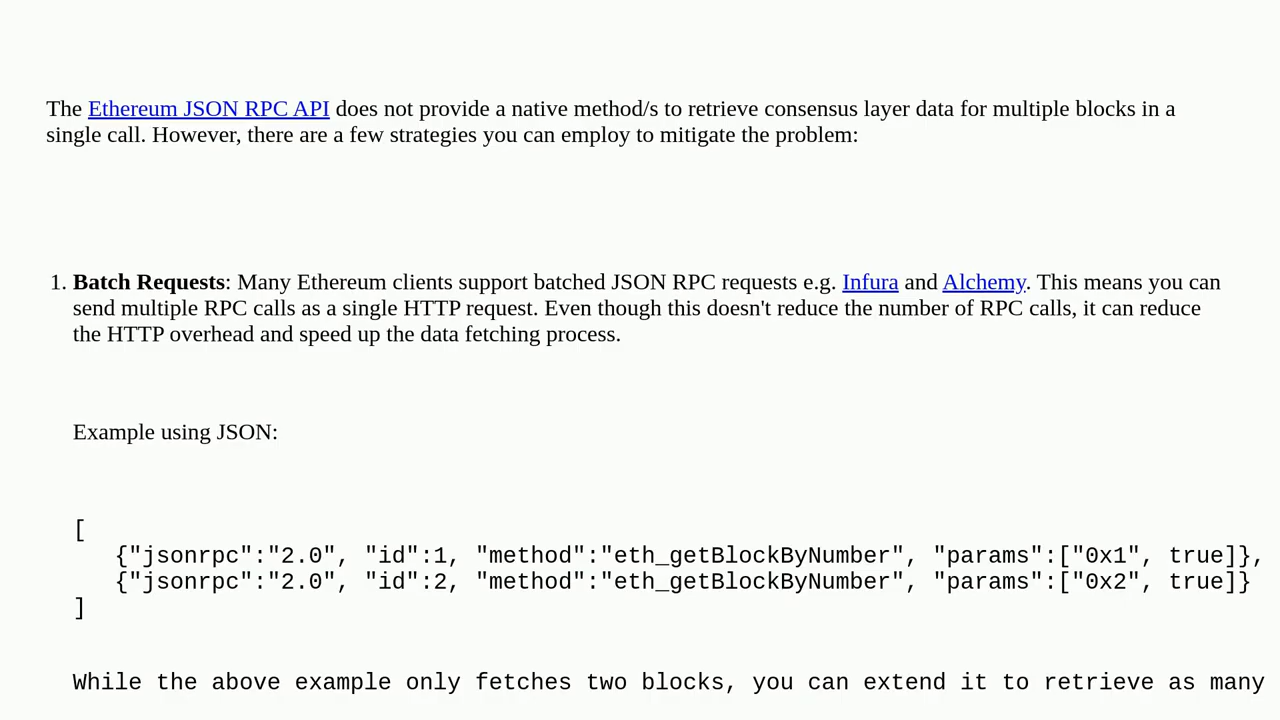 The Ethereum JSON RPC API does not provide a native method/s to retrieve consensus layer data for multiple blocks in a
single call. However, there are a few strategies you can employ to mitigate the problem:
1. Batch Requests: Many Ethereum clients support batched JSON RPC requests e.g. Infura and Alchemy. This means you can
send multiple RPC calls as a single HTTP request. Even though this doesn't reduce the number of RPC calls, it can reduce
the HTTP overhead and speed up the data fetching process.
Example using JSON:
[
{"jsonrpc":"2.0", "id":1, "method":"eth_getBlockByNumber", "params":["0x1", true]},
{"jsonrpc":"2.0", "id":2, "method":"eth_getBlockByNumber", "params":["0x2", true]}
]
While the above example only fetches two blocks, you can extend it to retrieve as many